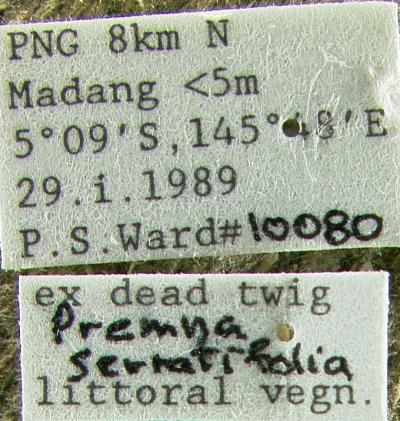 PNG 8km N
Madang <5m
5°09'S,145°48'E
29.i.1989
P.S.Ward#10080
ex dead twig
Premna
serratifolia
littoral vegn.